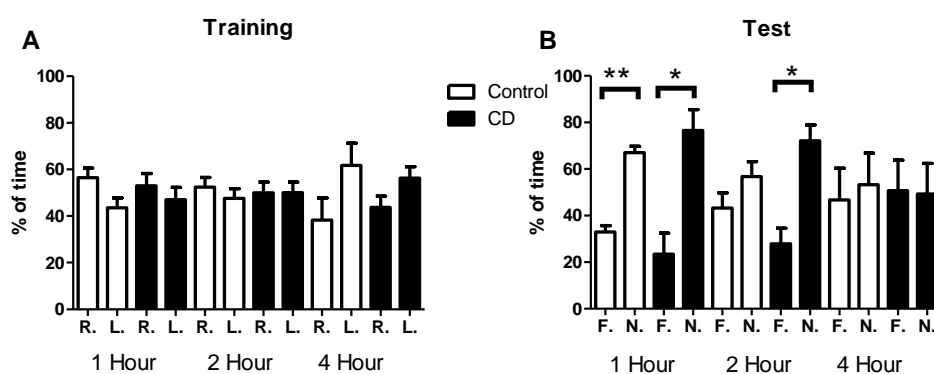 A
Training
% of time
100
80
60
40
20
0
R. L. R. L. R. L. R. L. R. L. R. L.
1 Hour 2 Hour 4 Hour
Control
CD
B
Test
% of time
100
80
60
40
20
0
** * *
F. N. F. N. F. N. F. N. F. N. F. N.
1 Hour 2 Hour 4 Hour